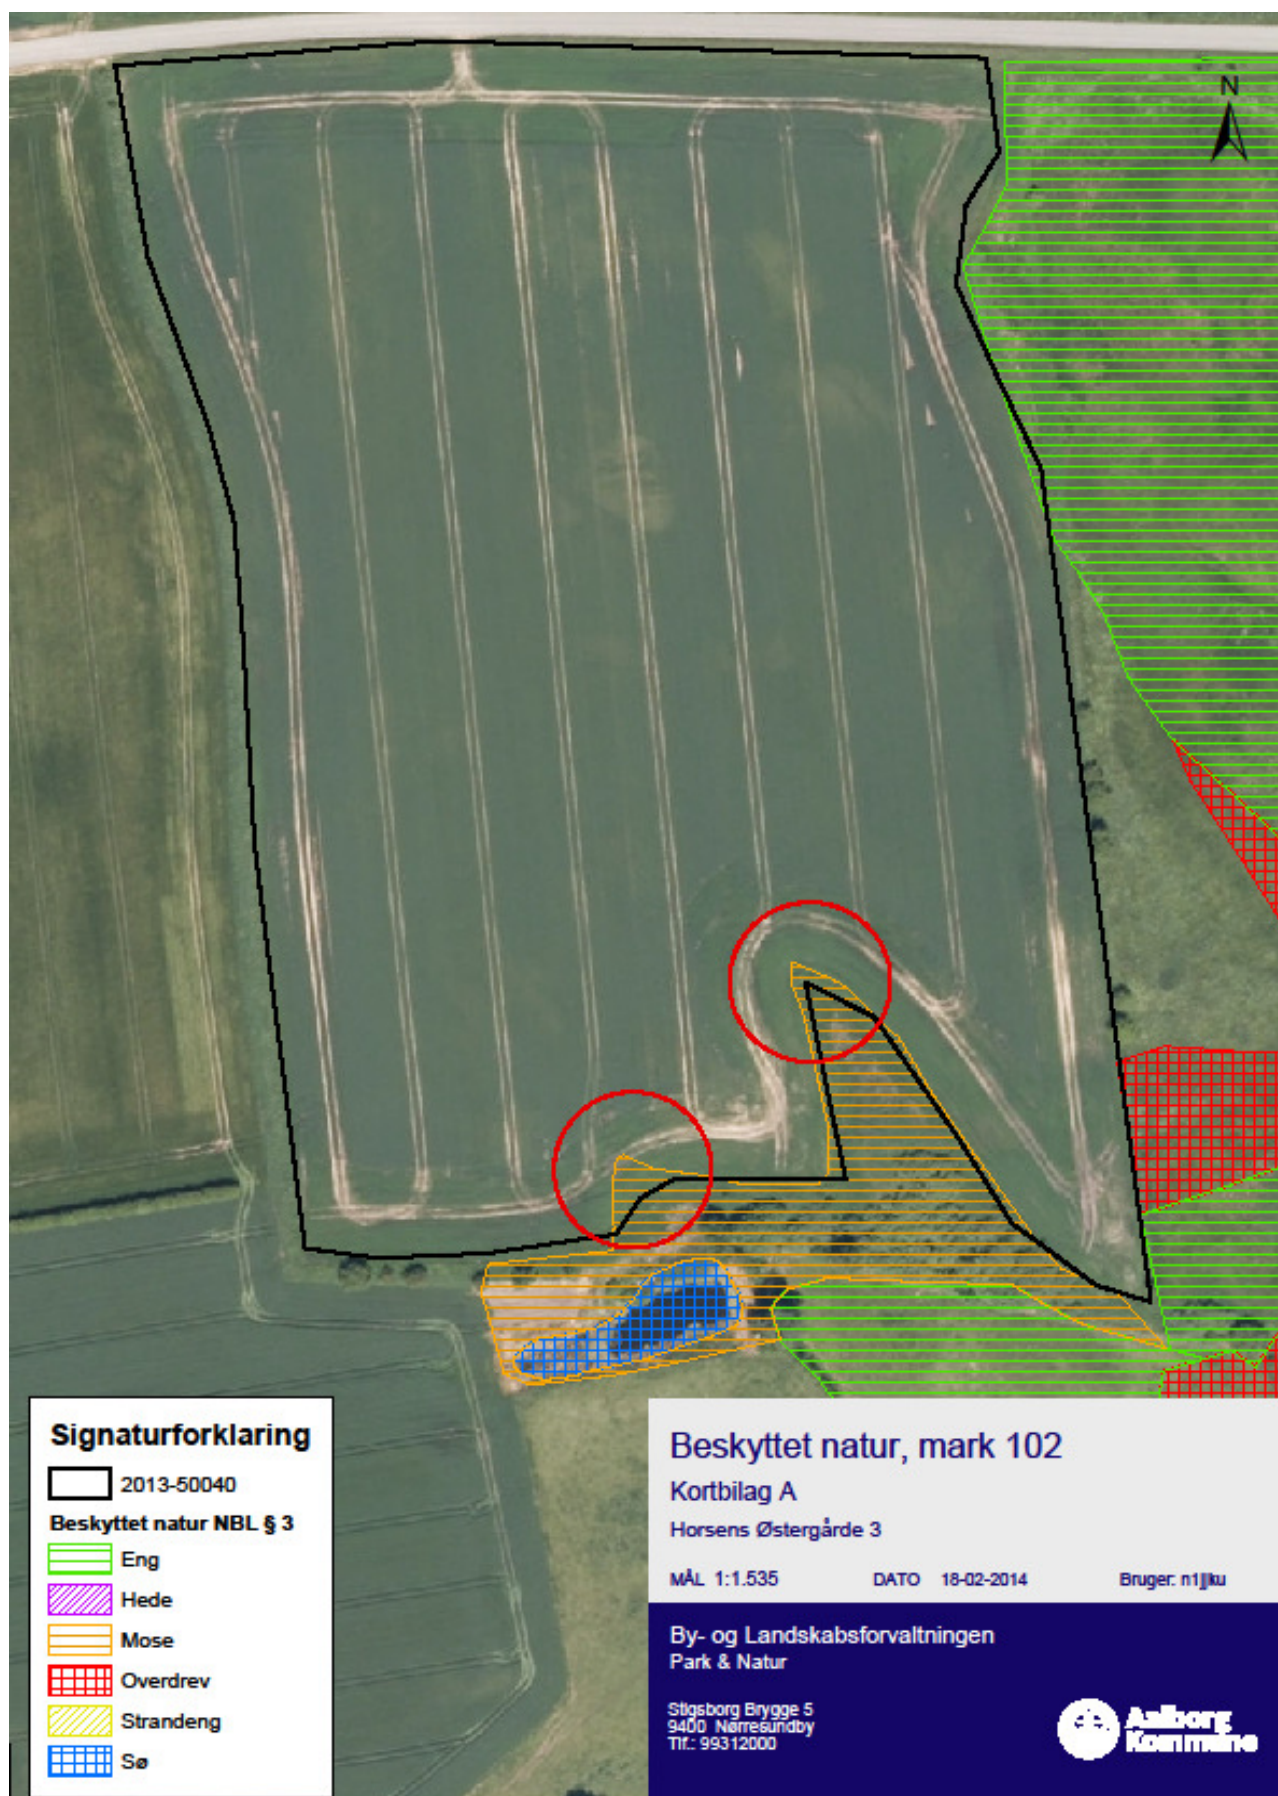 N
Signaturforklaring
2013-50040
Beskyttet natur NBL § 3
Eng
Hede
Mose
Overdrev
Strandeng
Sø
Beskyttet natur, mark 102
Kortbilag A
Horsens Østergårde 3
MÅL 1:1.535 DATO 18-02-2014 Bruger:
By- og Landskabsforvaltningen
Park & Natur
Stigsborg Brygge 5
9400 Nørresundby
Tlf.: 99312000
Aalborg
Kommune